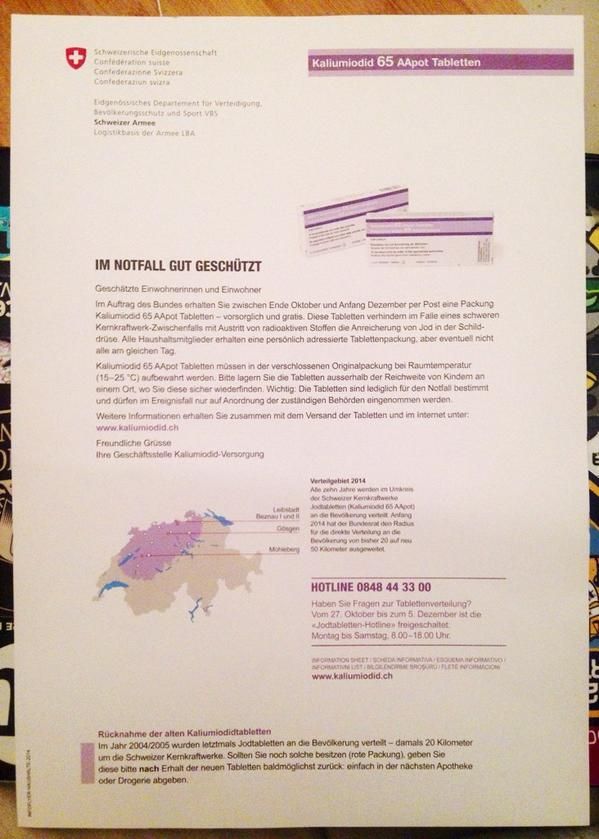 Schweizerische Eidgenossenschaft
Confédération suisse
Confederazione Svizzera
Confederaziun svizra
Kaliumiodid 65 AApot Tabletten
Eidgenössisches Departement für Verteidigung,
Bevölkerungsschutz und Sport VBS
Schweizer Armee
Logistikbasis der Armee LBA
IM NOTFALL GUT GESCHÜTZT
Geschätzte Einwohnerinnen und Einwohner
Im Auftrag des Bundes erhalten Sie zwischen Ende Oktober und Anfang Dezember per Post eine Packung
Kaliumiodid 65 AApot Tabletten – vorsorglich und gratis. Diese Tabletten verhindern im Falle eines schweren
Kernkraftwerk-Zwischenfalls mit Austritt von radioaktiven Stoffen die Anreicherung von Jod in der Schild-
drüse. Alle Haushaltsmitglieder erhalten eine persönlich adressierte Tablettenpackung, aber eventuell nicht
alle am gleichen Tag.
Kaliumiodid 65 AApot Tabletten müssen in der verschlossenen Originalpackung bei Raumtemperatur
(15–25 °C) aufbewahrt werden. Bitte lagern Sie die Tabletten ausserhalb der Reichweite von Kindern an
einem Ort, wo Sie diese sicher wiederfinden. Wichtig: Die Tabletten sind lediglich für den Notfall bestimmt
und dürfen im Ereignisfall nur auf Anordnung der zuständigen Behörden eingenommen werden.
Weitere Informationen erhalten Sie zusammen mit dem Versand der Tabletten und im Internet unter:
www.kaliumiodid.ch
Freundliche Grüsse
Ihre Geschäftsstelle Kaliumiodid-Versorgung
Leibstadt
Beznau I und II
Gösgen
Mühleberg
Verteilgebiet 2014
Alle zehn Jahre werden im Umkreis
der Schweizer Kernkraftwerke
Jodtabletten (Kaliumiodid 65 AApot)
an die Bevölkerung verteilt. Anfang
2014 hat der Bundesrat den Radius
für die direkte Verteilung an die
Bevölkerung von bisher 20 auf neu
50 Kilometer ausgeweitet.
HOTLINE 0848 44 33 00
Haben Sie Fragen zur Tablettenverteilung?
Vom 27. Oktober bis zum 5. Dezember ist die
«Jodtabletten-Hotline» freigeschaltet:
Montag bis Samstag, 8.00–18.00 Uhr.
INFORMATION SHEET / SCHEDA INFORMATIVA / ESQUEMA INFORMATIVO /
INFORMATIVNI LIST / BILGILENDIRME BROŞÜRÜ / FLETË INFORMACIONI
www.kaliumiodid.ch
Rücknahme der alten Kaliumiodidtabletten
Im Jahr 2004/2005 wurden letztmals Jodtabletten an die Bevölkerung verteilt – damals 20 Kilometer
um die Schweizer Kernkraftwerke. Sollten Sie noch solche besitzen (rote Packung), geben Sie
diese bitte nach Erhalt der neuen Tabletten baldmöglichst zurück: einfach in der nächsten Apotheke
oder Drogerie abgeben.